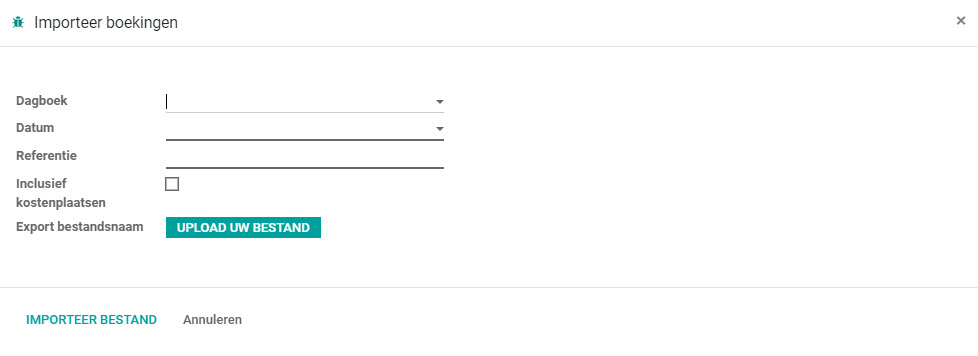 Importeer boekingen
×
Dagboek
Datum
Referentie
Inclusief
kostenplaatsen
Export bestandsnaam
UPLOAD UW BESTAND
IMPORTEER BESTAND
Annuleren